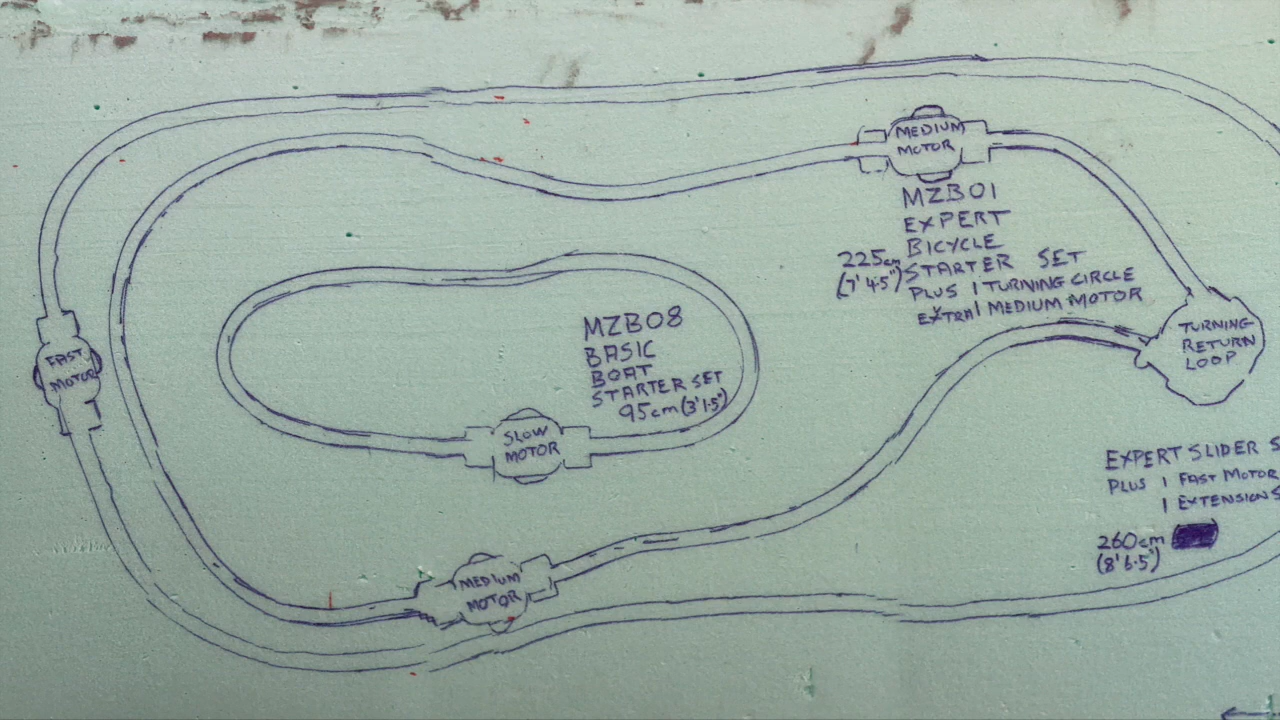 MEDIUM
MOTOR
MZB01
EXPERT
BICYCLE
225cm
(7' 4.5")
STARTER SET
PLUS 1 TURNING CIRCLE
EXTRA 1 MEDIUM MOTOR
TURNING
RETURN
LOOP
FAST
MOTOR
MZB08
BASIC
BOAT
STARTER SET
95cm (3' 1.5")
SLOW
MOTOR
EXPERT SLIDER S
PLUS 1 FAST MOTOR
1 EXTENSION S
260cm
(8' 6.5")
MEDIUM
MOTOR